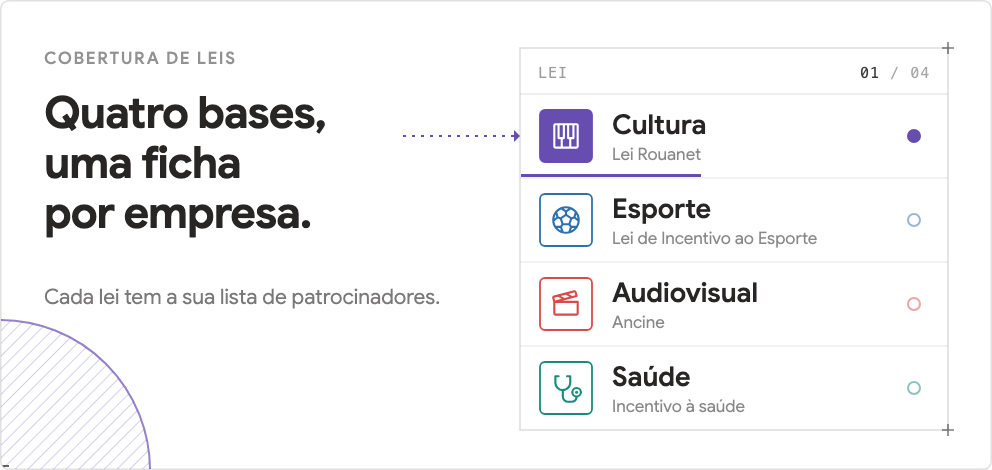 COBERTURA DE LEIS
Quatro bases,
uma ficha
por empresa.
Cada lei tem a sua lista de patrocinadores.
LEI
01 / 04
Cultura
Lei Rouanet
Esporte
Lei de Incentivo ao Esporte
Audiovisual
Ancine
Saúde
Incentivo à saúde